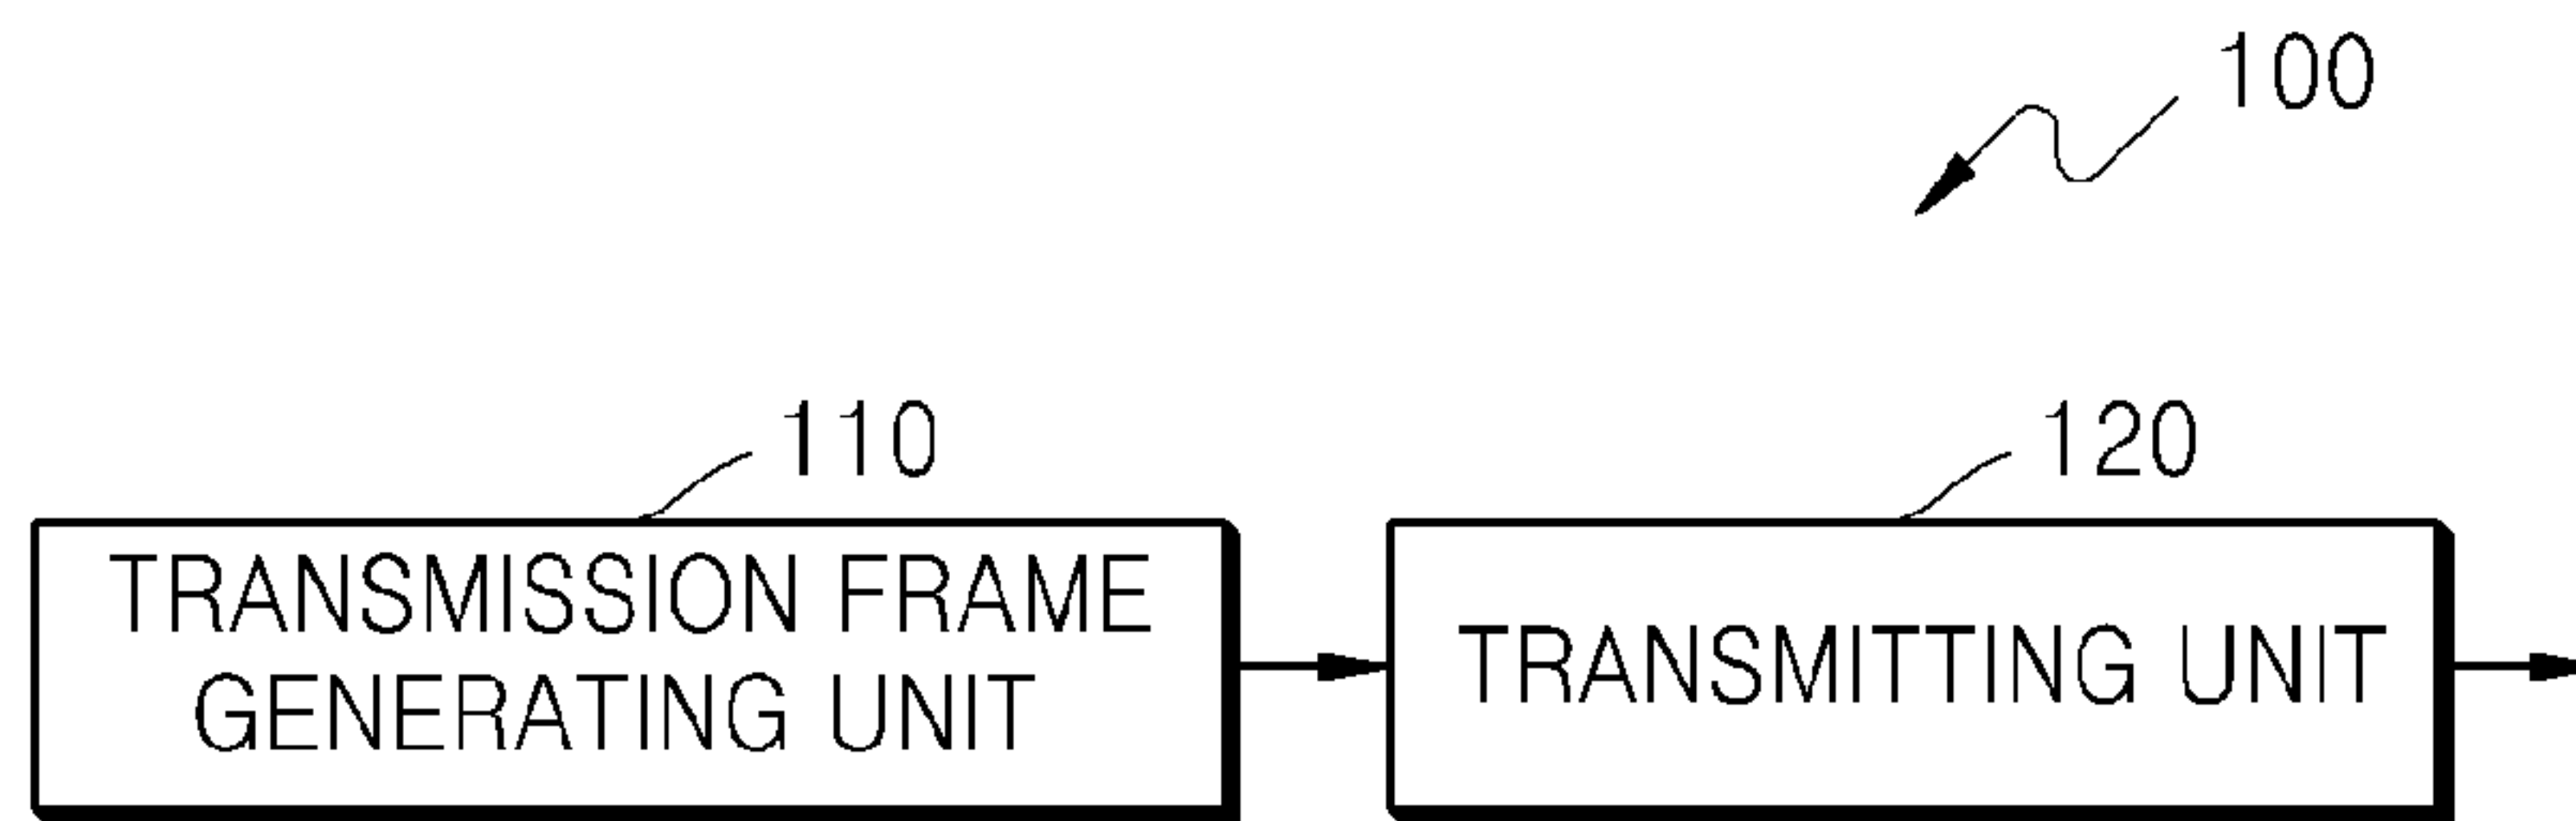 100
110
120
TRANSMISSION FRAME
GENERATING UNIT
TRANSMITTING UNIT